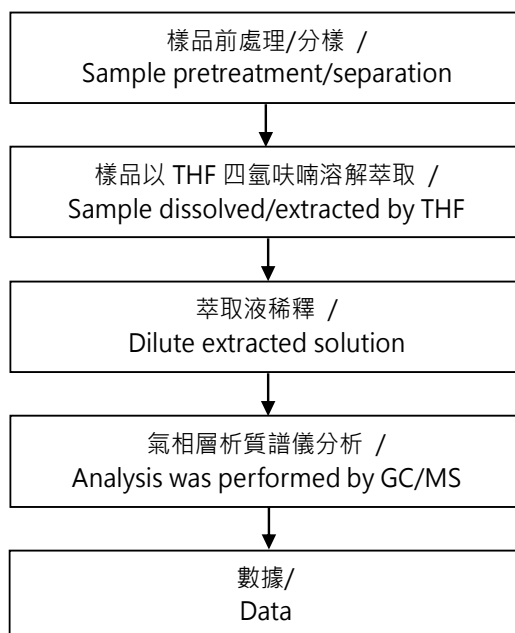 樣品前處理/分樣 /
Sample pretreatment/separation
樣品以 THF 四氫呋喃溶解萃取 /
Sample dissolved/extracted by THF
萃取液稀釋 /
Dilute extracted solution
氣相層析質譜儀分析 /
Analysis was performed by GC/MS
數據/
Data